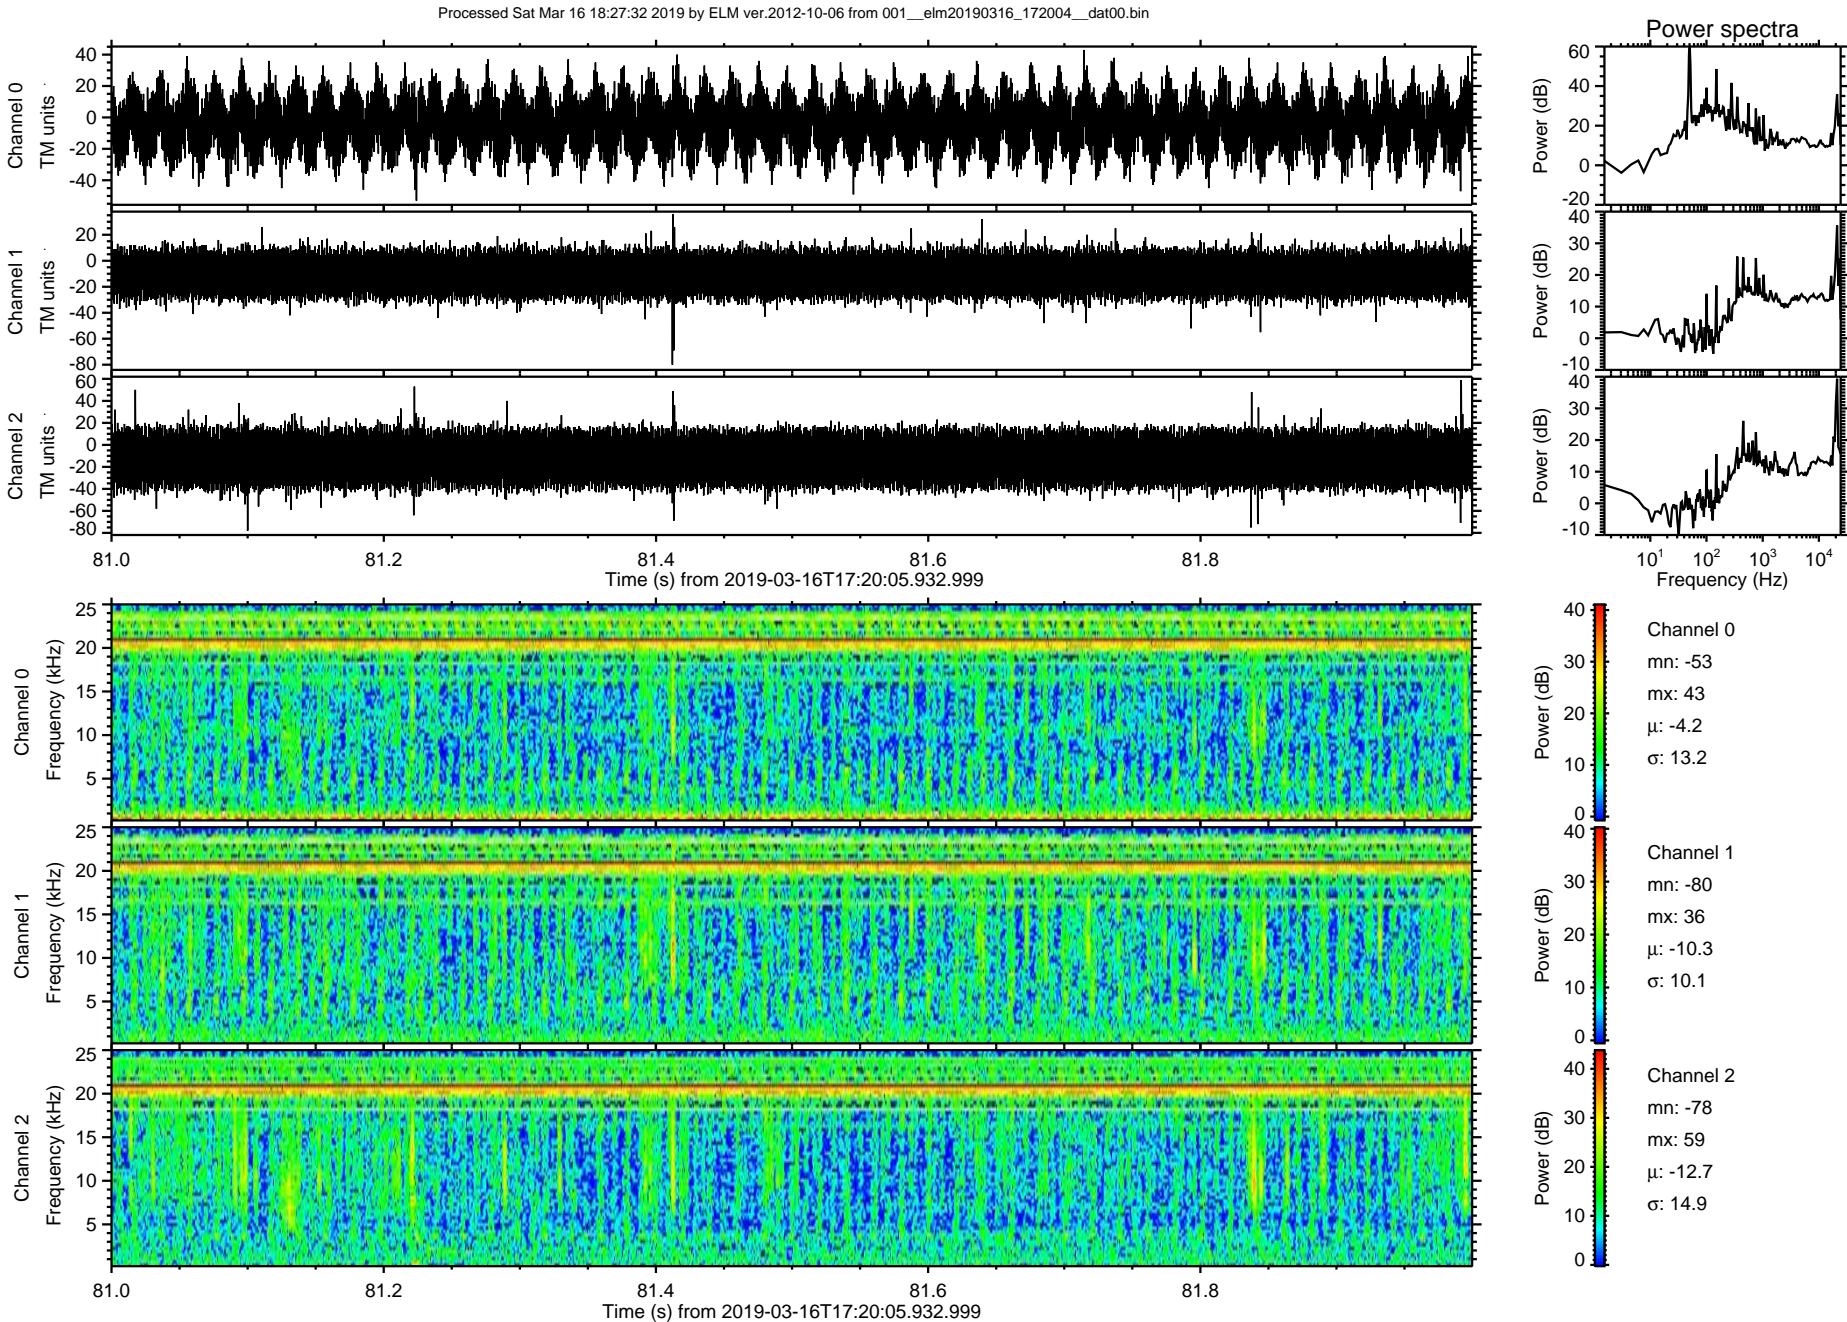 Processed Sat Mar 16 18:27:32 2019 by ELM ver.2012-10-06 from 001__elm20190316_172004__dat00.bin
Power spectra
Channel 0
TM units
40
20
0
-20
-40
Power (dB)
60
40
20
0
-20
Channel 1
TM units
20
0
-20
-40
-60
-80
Power (dB)
40
30
20
10
0
-10
Channel 2
TM units
60
40
20
0
-20
-40
-60
-80
Power (dB)
40
30
20
10
0
-10
81.0 81.2 81.4 81.6 81.8
Time (s) from 2019-03-16T17:20:05.932.999
10^1 10^2 10^3 10^4
Frequency (Hz)
Channel 0
Frequency (kHz)
25
20
15
10
5
Power (dB)
40
30
20
10
0
Channel 0
mn: -53
mx: 43
μ: -4.2
σ: 13.2
Channel 1
Frequency (kHz)
25
20
15
10
5
Power (dB)
40
30
20
10
0
Channel 1
mn: -80
mx: 36
μ: -10.3
σ: 10.1
Channel 2
Frequency (kHz)
25
20
15
10
5
Power (dB)
40
30
20
10
0
Channel 2
mn: -78
mx: 59
μ: -12.7
σ: 14.9
81.0 81.2 81.4 81.6 81.8
Time (s) from 2019-03-16T17:20:05.932.999